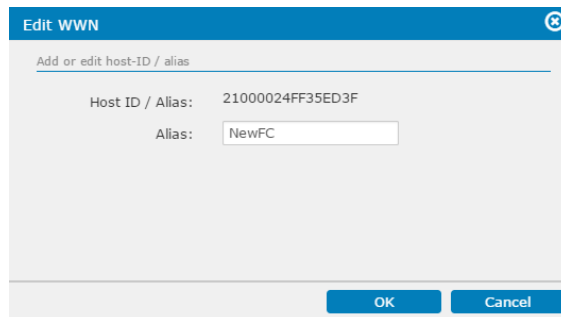 Edit WWN
Add or edit host-ID / alias
Host ID / Alias: 21000024FF35ED3F
Alias: NewFC
OK Cancel